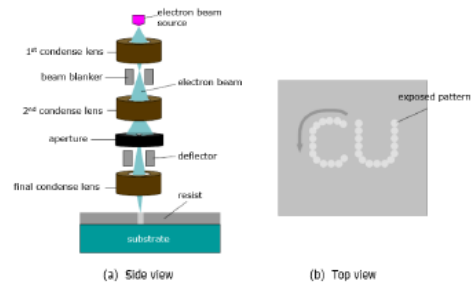 electron beam
source
1st condense lens
beam blanker
electron beam
2nd condense lens
aperture
deflector
final condense lens
resist
substrate
(a) Side view
exposed pattern
CU
(b) Top view